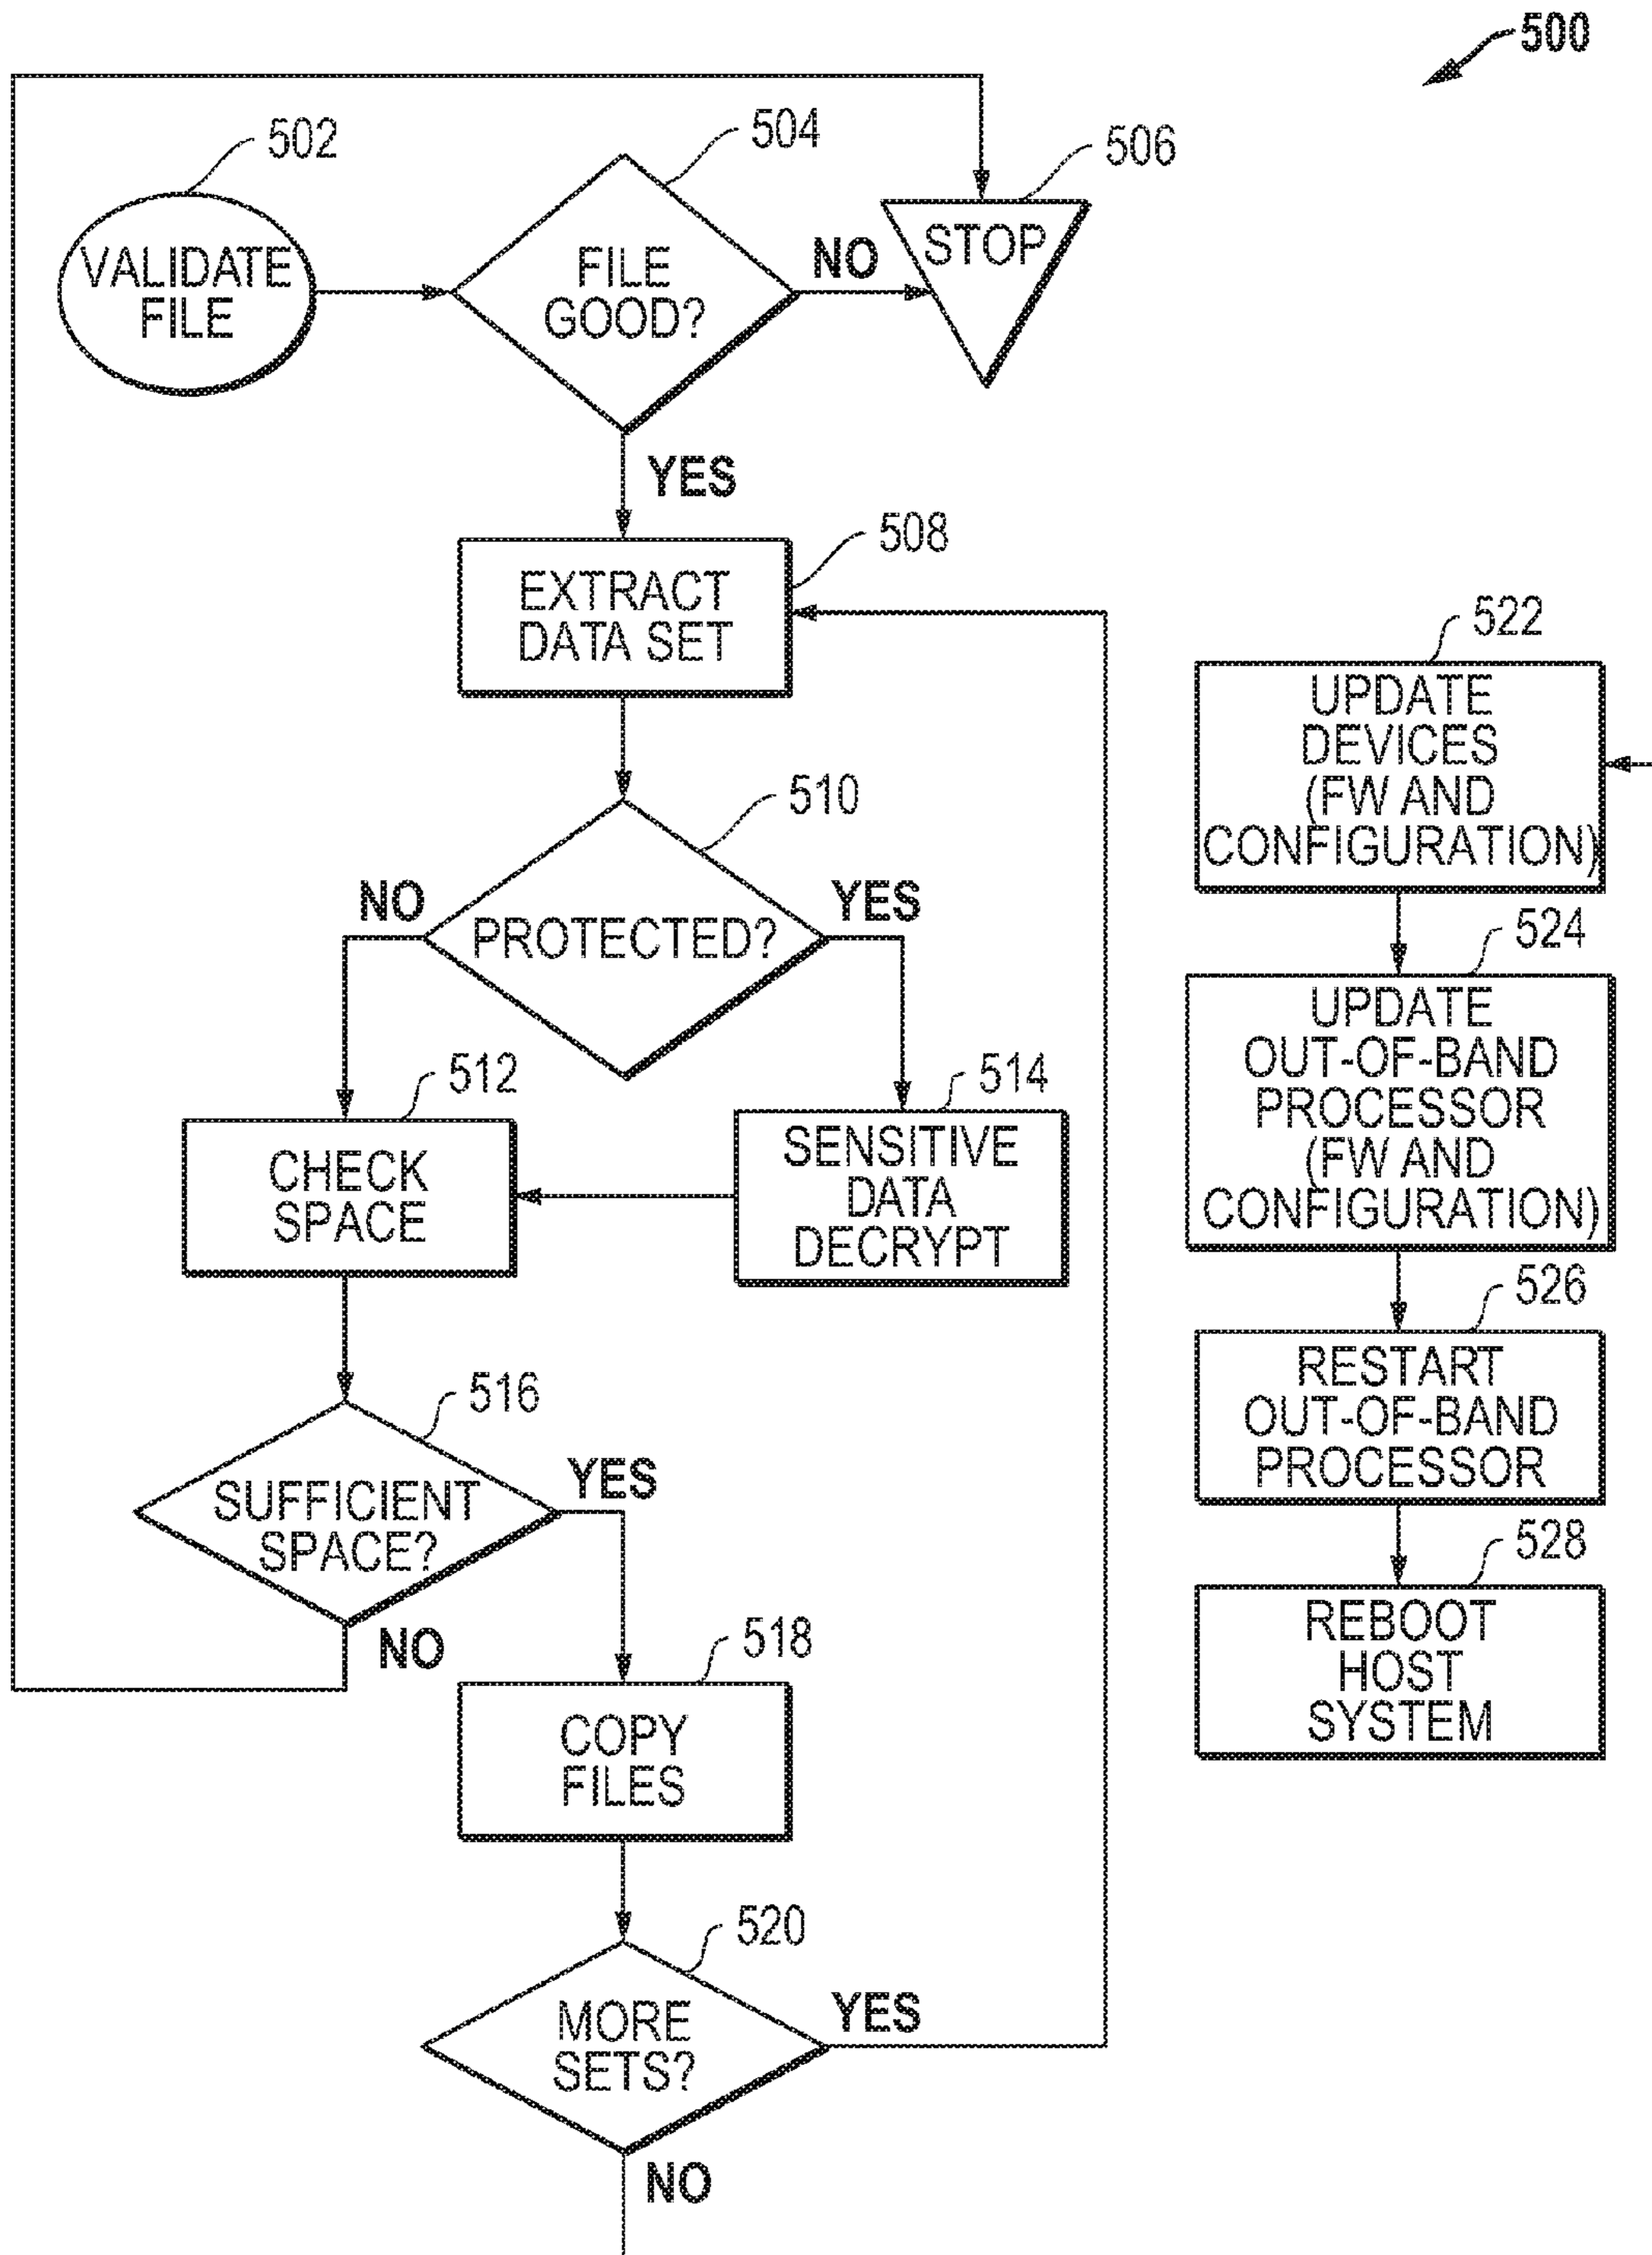 500
502
504
506
VALIDATE
FILE
FILE
GOOD?
NO
STOP
YES
508
EXTRACT
DATA SET
510
NO
YES
PROTECTED?
512
514
CHECK
SPACE
SENSITIVE
DATA
DECRYPT
516
SUFFICIENT
SPACE?
YES
NO
518
COPY
FILES
520
MORE
SETS?
YES
NO
522
UPDATE
DEVICES
(FW AND
CONFIGURATION)
524
UPDATE
OUT-OF-BAND
PROCESSOR
(FW AND
CONFIGURATION)
526
RESTART
OUT-OF-BAND
PROCESSOR
528
REBOOT
HOST
SYSTEM